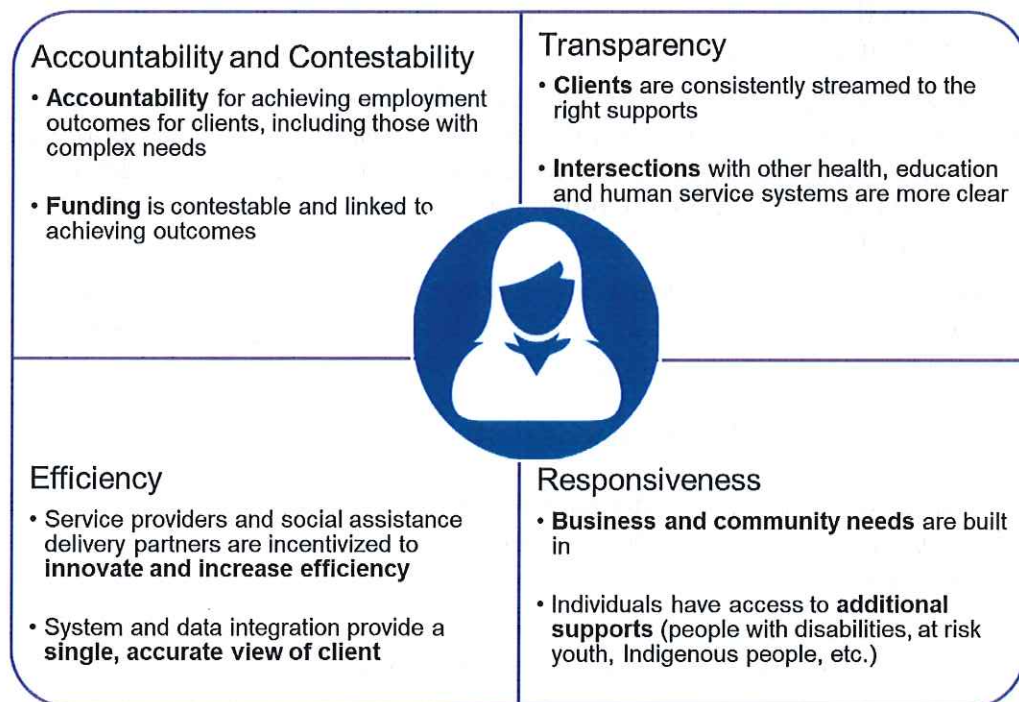 Accountability and Contestability
• Accountability for achieving employment
outcomes for clients, including those with
complex needs
• Funding is contestable and linked to
achieving outcomes
Transparency
• Clients are consistently streamed to the
right supports
• Intersections with other health, education
and human service systems are more clear
Efficiency
• Service providers and social assistance
delivery partners are incentivized to
innovate and increase efficiency
• System and data integration provide a
single, accurate view of client
Responsiveness
• Business and community needs are built
in
• Individuals have access to additional
supports (people with disabilities, at risk
youth, Indigenous people, etc.)